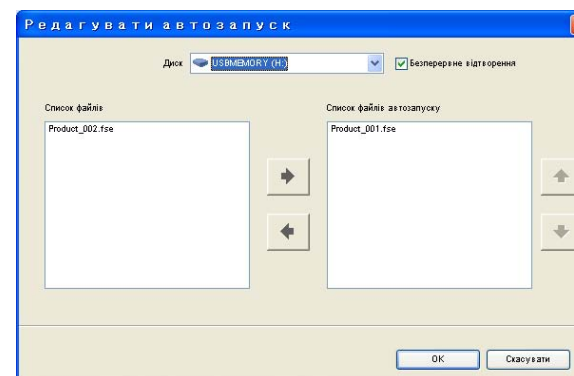 Редагувати автозапуск
Диск USBMEMORY (H:) Безперервне відтворення
Список файлів Список файлів автозапуску
Product_002.fse Product_001.fse
OK Скасувати